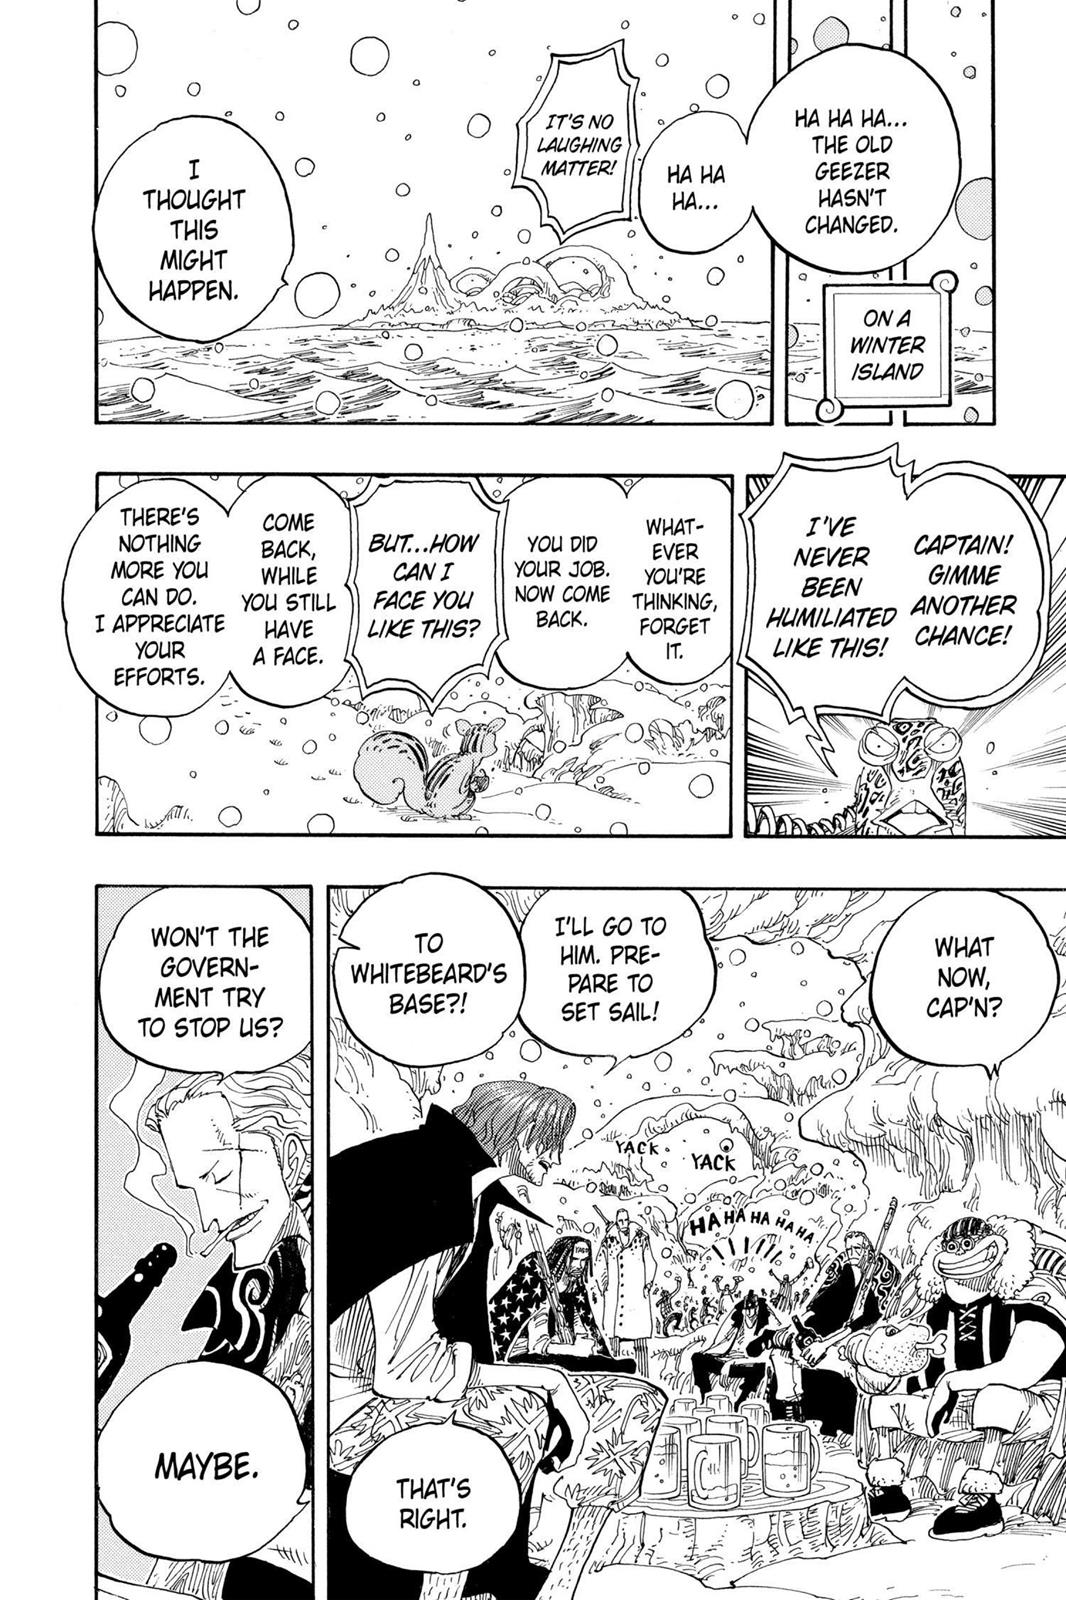 HA HA HA...
THE OLD
GEEZER
HASN'T
CHANGED.
HA HA
HA...
ON A
WINTER
ISLAND
IT'S NO
LAUGHING
MATTER!
I
THOUGHT
THIS
MIGHT
HAPPEN.
CAPTAIN!
GIMME
ANOTHER
CHANCE!
I'VE
NEVER
BEEN
HUMILIATED
LIKE THIS!
WHAT-
EVER
YOU'RE
THINKING,
FORGET
IT.
YOU DID
YOUR JOB.
NOW COME
BACK.
BUT...HOW
CAN I
FACE YOU
LIKE THIS?
COME
BACK,
WHILE
YOU STILL
HAVE
A FACE.
THERE'S
NOTHING
MORE YOU
CAN DO.
I APPRECIATE
YOUR
EFFORTS.
WHAT
NOW,
CAP'N?
I'LL GO TO
HIM. PRE-
PARE TO
SET SAIL!
TO
WHITEBEARD'S
BASE?!
YACK
YACK
HA HA HA HA HA
THAT'S
RIGHT.
WON'T THE
GOVERN-
MENT TRY
TO STOP US?
MAYBE.